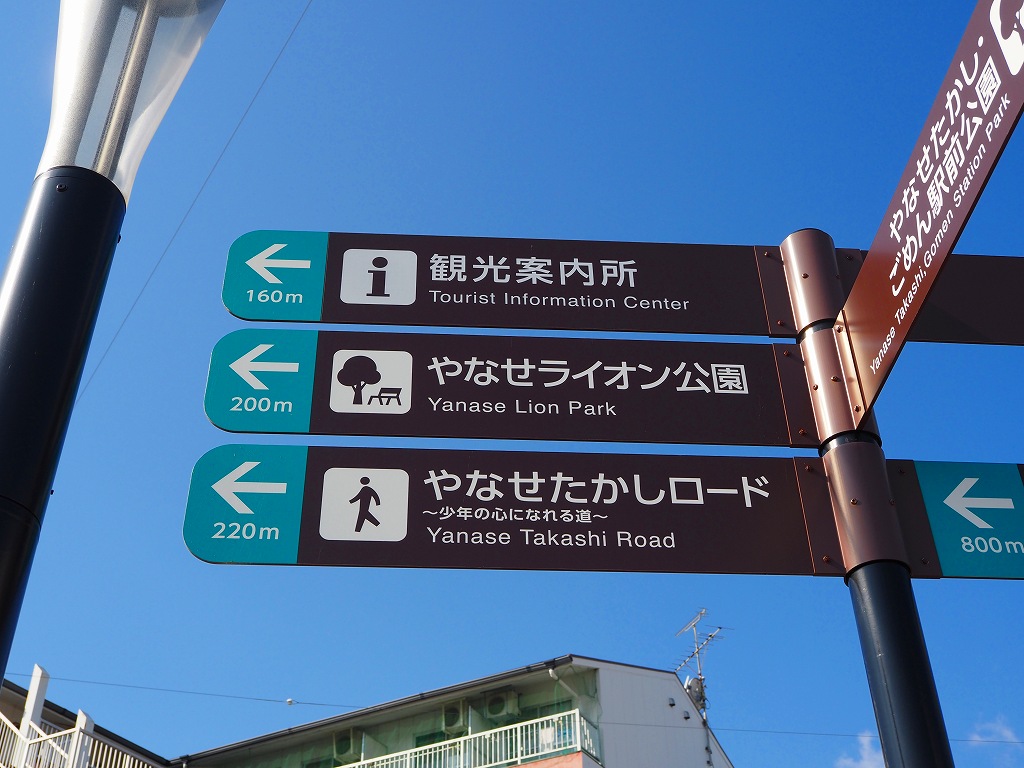 160m
観光案内所
Tourist Information Center
200m
やなせライオン公園
Yanase Lion Park
220m
やなせたかしロード
～少年の心になれる道～
Yanase Takashi Road
やなせたかし・
ごめん駅前公園
Yanase Takashi,Gomen Station Park
800m